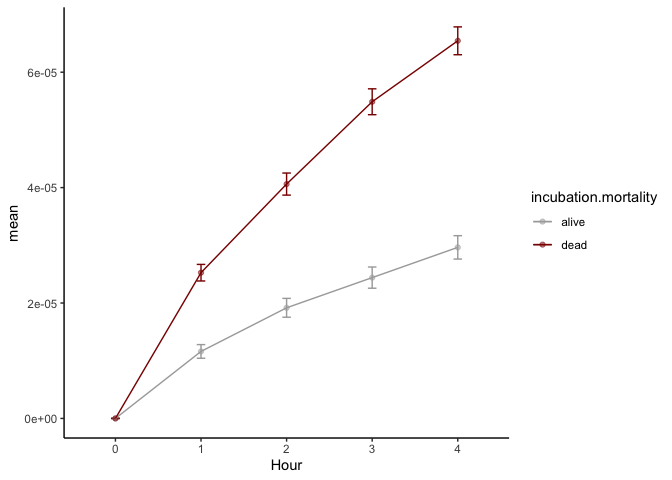 6e-05
4e-05
2e-05
0e+00
mean
0
1
2
3
4
Hour
incubation.mortality
alive
dead